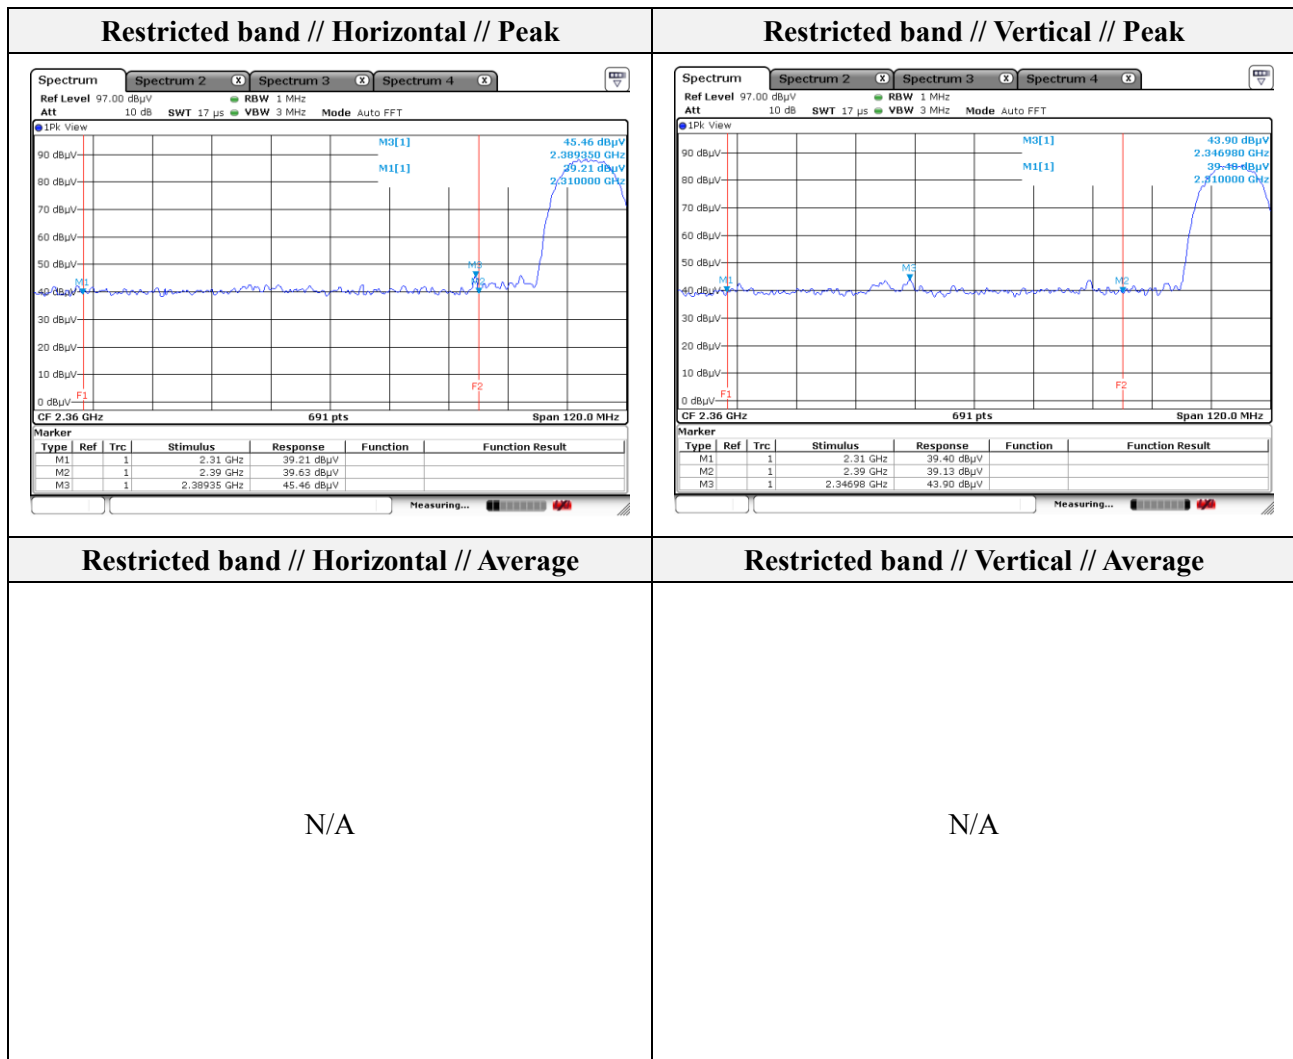 Restricted band // Horizontal // Peak
Restricted band // Vertical // Peak
Spectrum Spectrum 2 X Spectrum 3 X Spectrum 4 X
Ref Level 97.00 dBµV RBW 1 MHz
Att 10 dB SWT 17 µs VBW 3 MHz Mode Auto FFT
1Pk View
M3[1] 45.46 dBµV
2.389350 GHz
90 dBµV
M1[1] 39.21 dBµV
2.310000 GHz
80 dBµV
70 dBµV
60 dBµV
50 dBµV
M3
M1 M2
40 dBµV
30 dBµV
20 dBµV
10 dBµV
F1 F2
0 dBµV
CF 2.36 GHz 691 pts Span 120.0 MHz
Marker
Type Ref Trc Stimulus Response Function Function Result
M1 1 2.31 GHz 39.21 dBµV
M2 1 2.39 GHz 39.63 dBµV
M3 1 2.38935 GHz 45.46 dBµV
Measuring...
Spectrum Spectrum 2 X Spectrum 3 X Spectrum 4 X
Ref Level 97.00 dBµV RBW 1 MHz
Att 10 dB SWT 17 µs VBW 3 MHz Mode Auto FFT
1Pk View
M3[1] 43.90 dBµV
2.346980 GHz
90 dBµV
M1[1] 39.40 dBµV
2.310000 GHz
80 dBµV
70 dBµV
60 dBµV
50 dBµV
M3
M1 M2
40 dBµV
30 dBµV
20 dBµV
10 dBµV
F1 F2
0 dBµV
CF 2.36 GHz 691 pts Span 120.0 MHz
Marker
Type Ref Trc Stimulus Response Function Function Result
M1 1 2.31 GHz 39.40 dBµV
M2 1 2.39 GHz 39.13 dBµV
M3 1 2.34698 GHz 43.90 dBµV
Measuring...
Restricted band // Horizontal // Average
Restricted band // Vertical // Average
N/A
N/A